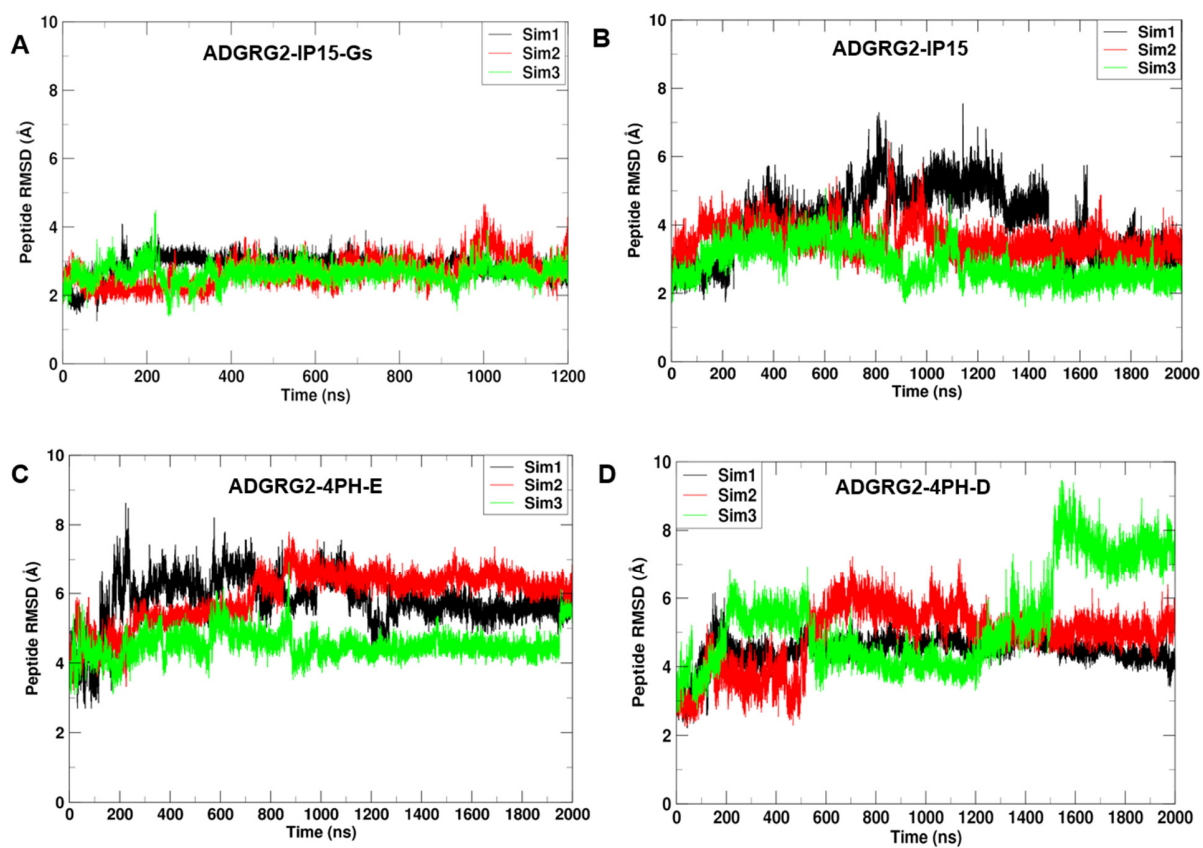 A
ADGRG2-IP15-Gs
Sim1
Sim2
Sim3
Peptide RMSD (Å)
10
8
6
4
2
0
0 200 400 600 800 1000 1200
Time (ns)
B
ADGRG2-IP15
Sim1
Sim2
Sim3
Peptide RMSD (Å)
10
8
6
4
2
0
0 200 400 600 800 1000 1200 1400 1600 1800 2000
Time (ns)
C
ADGRG2-4PH-E
Sim1
Sim2
Sim3
Peptide RMSD (Å)
10
8
6
4
2
0
0 200 400 600 800 1000 1200 1400 1600 1800 2000
Time (ns)
D
ADGRG2-4PH-D
Sim1
Sim2
Sim3
Peptide RMSD (Å)
10
8
6
4
2
0
0 200 400 600 800 1000 1200 1400 1600 1800 2000
Time (ns)